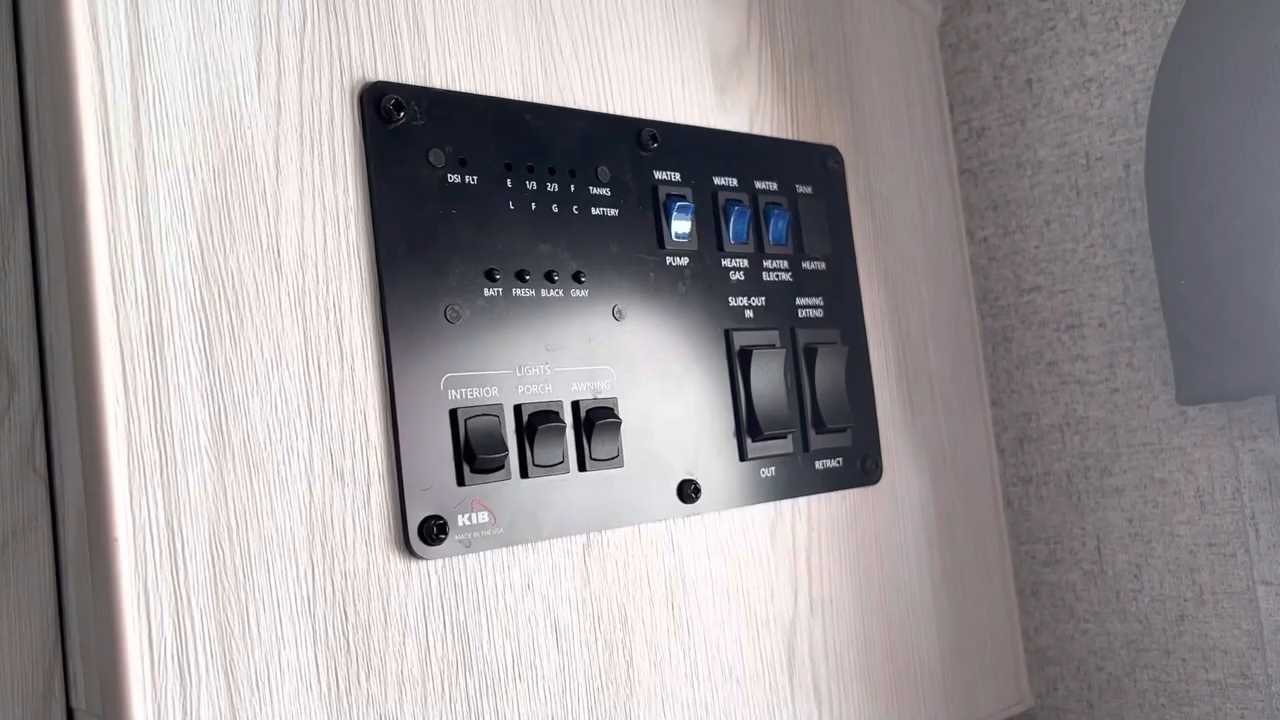 DSI FLT
E 1/3 2/3 F TANKS
L F G C BATTERY
BATT FRESH BLACK GRAY
LIGHTS
INTERIOR PORCH AWNING
KIB
MADE IN THE USA
WATER
PUMP
WATER
HEATER
GAS
WATER
HEATER
ELECTRIC
TANK
HEATER
SLIDE-OUT
IN
OUT
AWNING
EXTEND
RETRACT